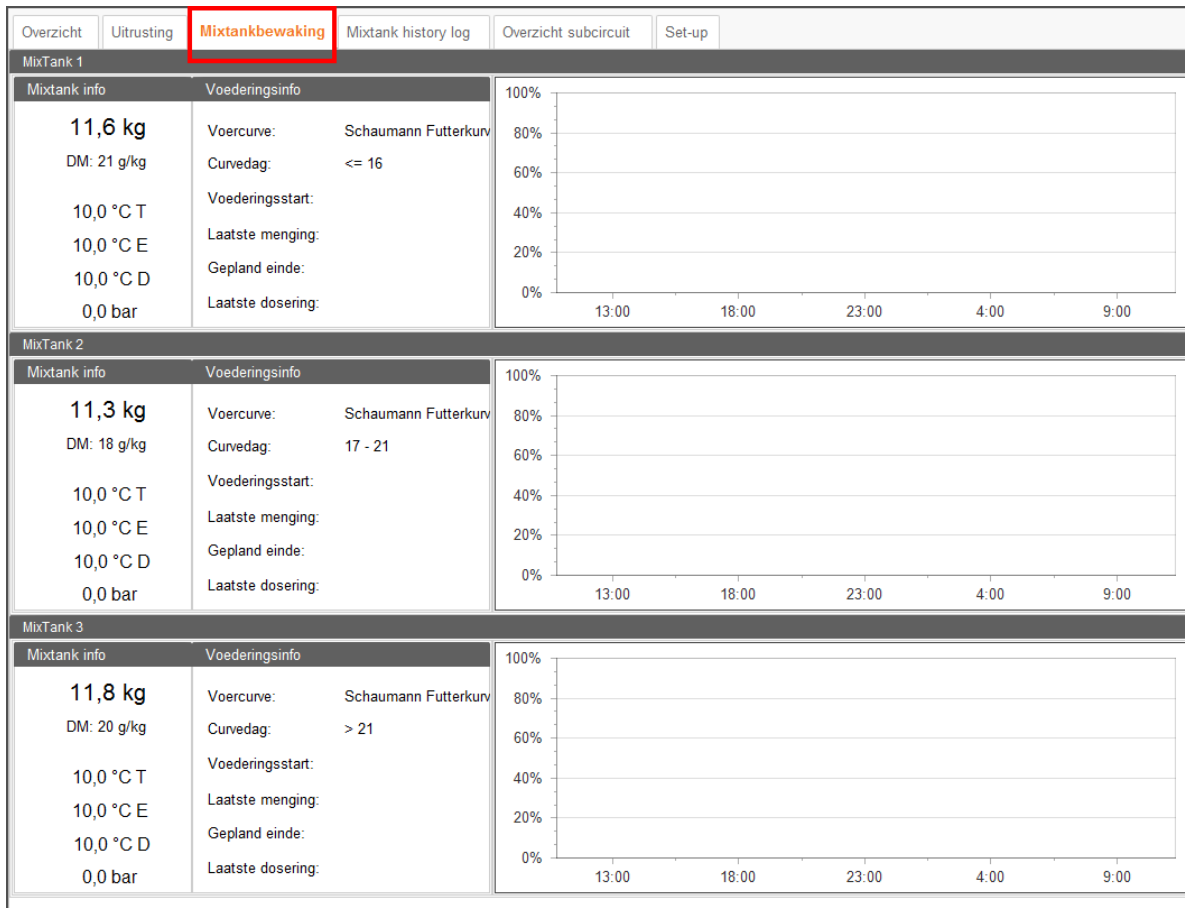 Overzicht Uitrusting Mixtankbewaking Mixtank history log Overzicht subcircuit Set-up
MixTank 1
Mixtank info Voederingsinfo
11,6 kg
DM: 21 g/kg
10,0 °C T
10,0 °C E
10,0 °C D
0,0 bar
Voercurve: Schaumann Futterkurv
Curvedag: <= 16
Voederingsstart:
Laatste menging:
Gepland einde:
Laatste dosering:
100%
80%
60%
40%
20%
0%
13:00 18:00 23:00 4:00 9:00
MixTank 2
Mixtank info Voederingsinfo
11,3 kg
DM: 18 g/kg
10,0 °C T
10,0 °C E
10,0 °C D
0,0 bar
Voercurve: Schaumann Futterkurv
Curvedag: 17 - 21
Voederingsstart:
Laatste menging:
Gepland einde:
Laatste dosering:
100%
80%
60%
40%
20%
0%
13:00 18:00 23:00 4:00 9:00
MixTank 3
Mixtank info Voederingsinfo
11,8 kg
DM: 20 g/kg
10,0 °C T
10,0 °C E
10,0 °C D
0,0 bar
Voercurve: Schaumann Futterkurv
Curvedag: > 21
Voederingsstart:
Laatste menging:
Gepland einde:
Laatste dosering:
100%
80%
60%
40%
20%
0%
13:00 18:00 23:00 4:00 9:00